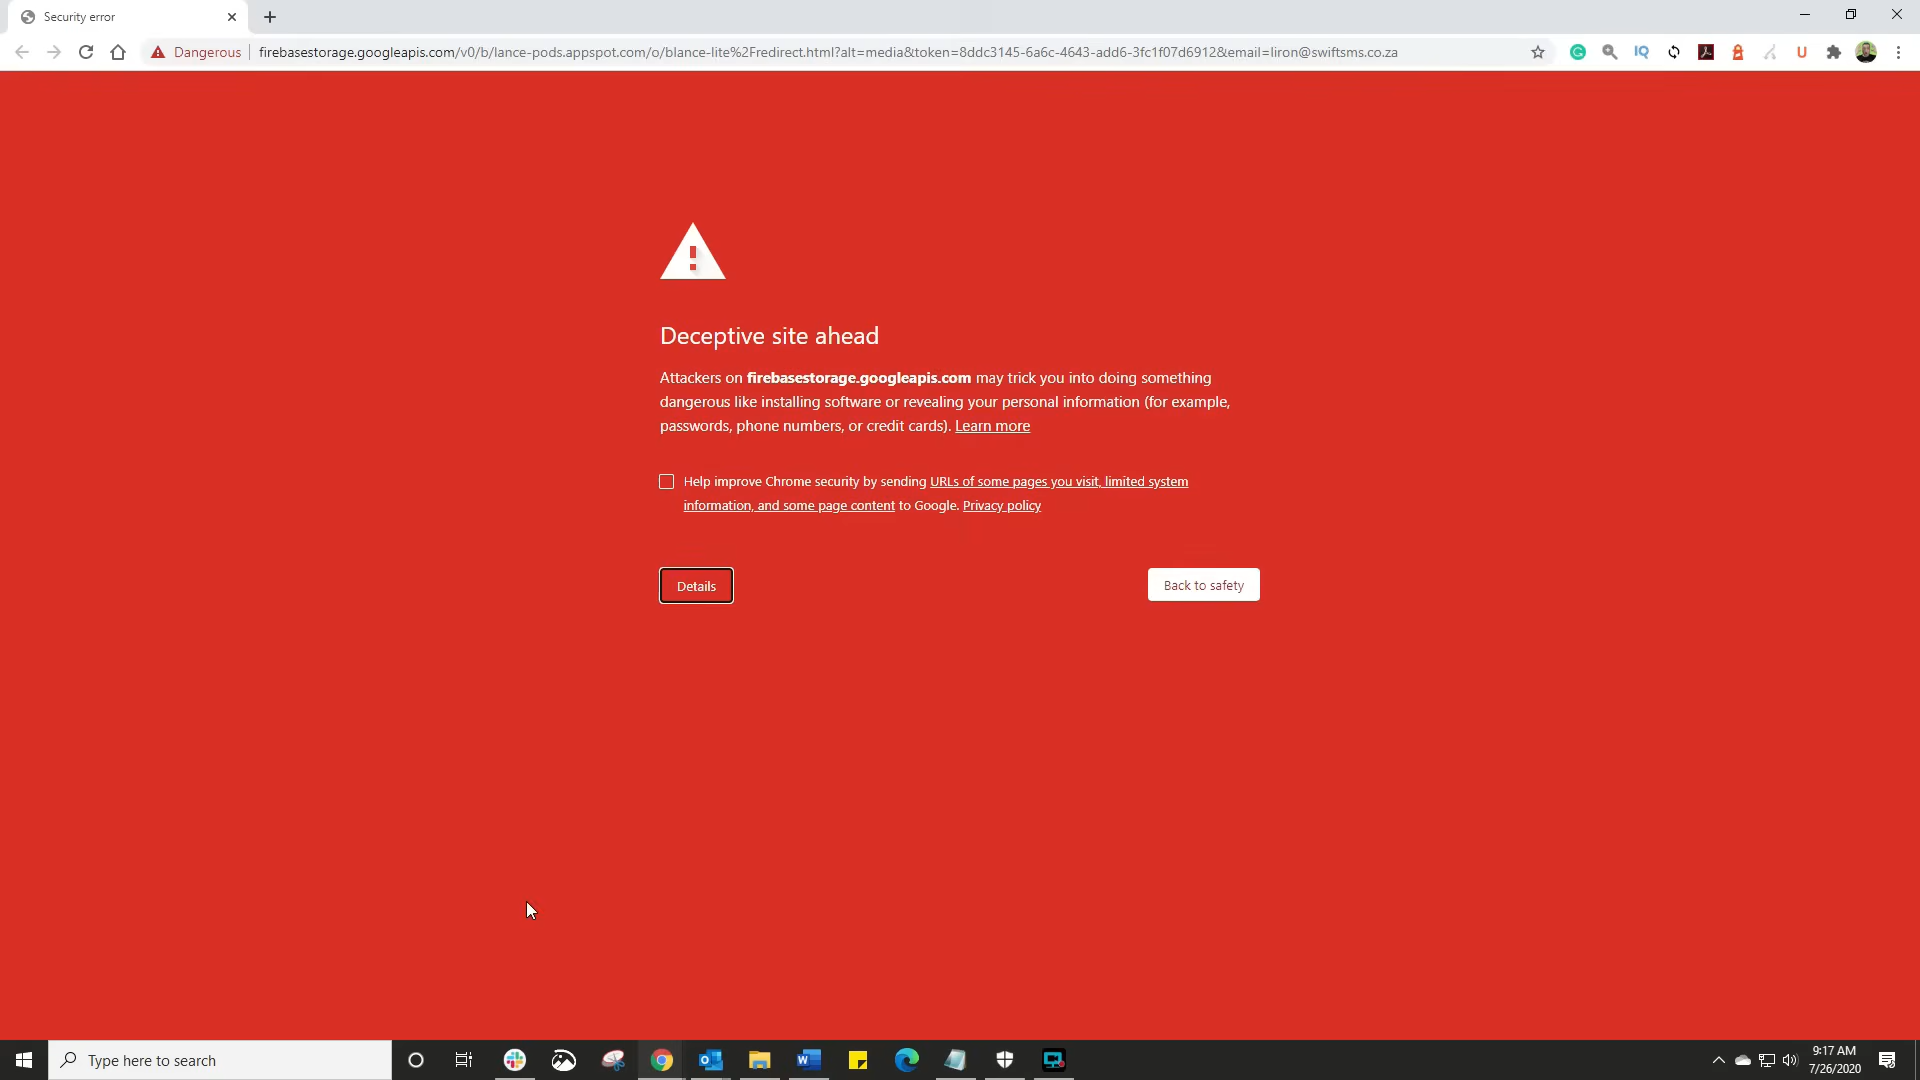 Security error
Dangerous
firebasestorage.googleapis.com/v0/b/lance-pods.appspot.com/o/blance-lite%2Fredirect.html?alt=media&token=8ddc3145-6a6c-4643-add6-3fc1f07d6912&email=liron@swiftsms.co.za
IQ
U
Deceptive site ahead
Attackers on firebasestorage.googleapis.com may trick you into doing something
dangerous like installing software or revealing your personal information (for example,
passwords, phone numbers, or credit cards). Learn more
Help improve Chrome security by sending URLs of some pages you visit, limited system
information, and some page content to Google. Privacy policy
Details
Back to safety
Type here to search
9:17 AM
7/26/2020